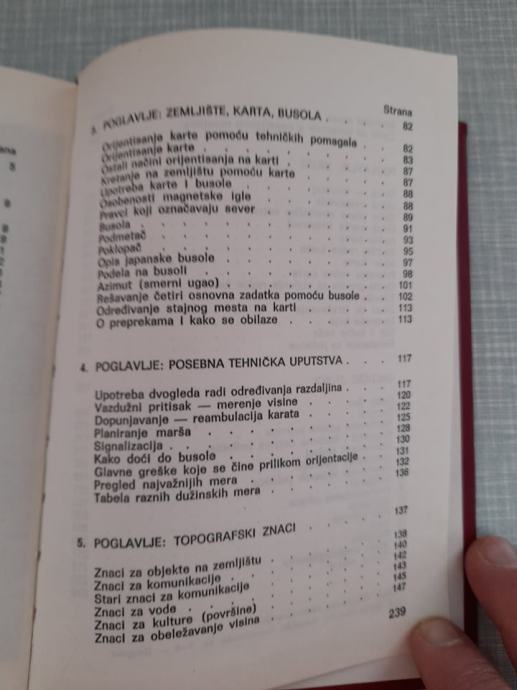 Strana
3. POGLAVLJE: ZEMLJIŠTE, KARTA, BUSOLA . . . . 82
Orijentisanje karte pomoću tehničkih pomagala . 82
Orijentisanje karte . . . . . 83
Ostali načini orijentisanja na karti . . . . 87
Kretanje na zemljištu pomoću karte . . . . 87
Upotreba karte i busole . . . . . 88
Osobenosti magnetske igle . . . . . 88
Pravci koji označavaju sever . . . . . 89
Busola . . . . . . . 91
Podmetač . . . . . . . 93
Poklopač . . . . . . . 95
Opis japanske busole . . . . . 97
Podela na busoli . . . . . . 98
Azimut (smerni ugao) . . . . . 101
Rešavanje četiri osnovna zadatka pomoću busole . . 102
Određivanje stajnog mesta na karti . . . . 113
O preprekama i kako se obilaze . . . . 113
4. POGLAVLJE: POSEBNA TEHNIČKA UPUTSTVA . . . 117
Upotreba dvogleda radi određivanja razdaljina . . . 117
Vazdužni pritisak — merenje visine . . . . 120
Dopunjavanje — reambulacija karata . . . . 122
Planiranje marša . . . . . . 125
Signalizacija . . . . . . . 128
Kako doći do busole . . . . . 130
Glavne greške koje se čine prilikom orijentacije . . 131
Pregled najvažnijih mera . . . . . 132
Tabela raznih dužinskih mera . . . . . 136
5. POGLAVLJE: TOPOGRAFSKI ZNACI . . . . 137
Znaci za objekte na zemljištu . . . . . 138
Znaci za komunikacije . . . . . . 140
Stari znaci za komunikacije . . . . . 142
Znaci za vode . . . . . . . 143
Znaci za kulture (površine) . . . . . 145
Znaci za obeležavanje visina . . . . . 147
239